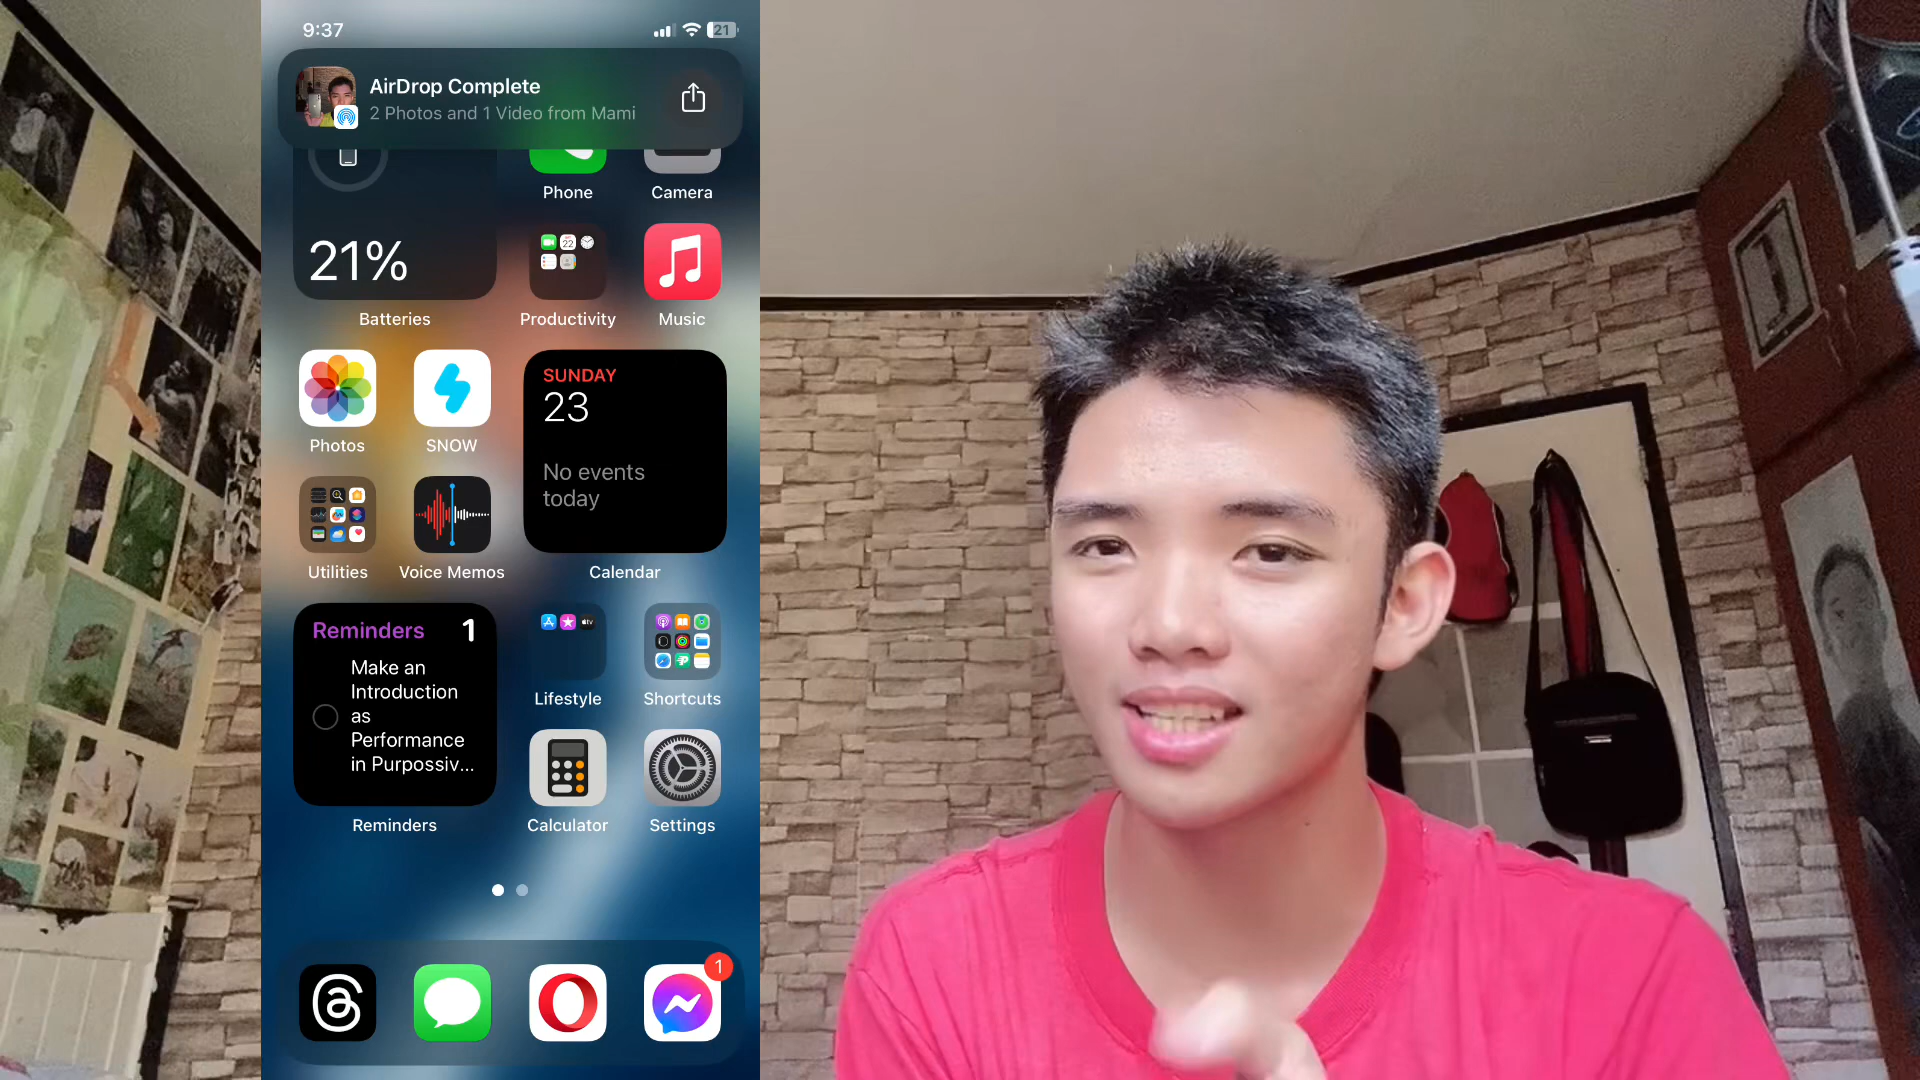 9:37
21
AirDrop Complete
2 Photos and 1 Video from Mami
Phone
Camera
21%
22
Batteries
Productivity
Music
Photos
SNOW
SUNDAY
23
No events
today
Utilities
Voice Memos
Calendar
Reminders 1
Make an
Introduction
as
Performance
in Purpossiv...
tv
Lifestyle
Shortcuts
Reminders
Calculator
Settings
1